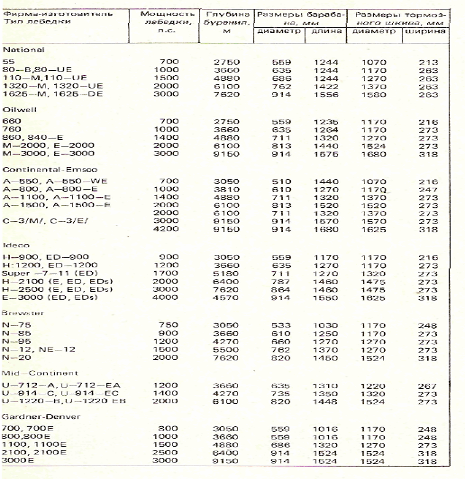 Фирма-изготовитель Мощность Глубина Размеры бараба- Размеры тормоз-
Тип лебедки лебедки, бурения, на, мм ного шкива, мм
л.с. м диаметр длина диаметр ширина
National
55 700 2750 559 1244 1070 213
80-B,80-UE 1000 3660 635 1244 1170 263
110-M,110-UE 1500 4880 686 1244 1270 263
1320-M, 1320-UE 2000 6100 762 1422 1370 263
1625-M, 1625-DE 3000 7620 914 1556 1580 263
Oilwell
660 700 2750 559 1235 1170 216
760 1000 3660 635 1264 1170 273
860, 840-E 1400 4880 711 1320 1270 273
M-2000, E-2000 2000 6100 813 1440 1524 273
M-3000, E-3000 3000 9150 914 1575 1680 318
Continental-Emsco
A-550, A-550-WE 700 3050 510 1440 1070 216
A-800, A-800-E 1000 3810 610 1270 1170 247
A-1100, A-1100-E 1400 4880 711 1320 1370 273
A-1500, A-1500-E 2000 6100 813 1520 1520 273
2000 6100 711 1320 1370 273
C-3/M/, C-3/E/ 3000 9150 914 1570 1570 273
4200 9150 914 1680 1625 318
Ideco
H-900, ED-900 900 3050 559 1170 1170 216
H:1200, ED-1200 1200 3660 635 1270 1170 273
Super-7-11 (ED) 1700 5180 711 1270 1320 273
H-2100 (E, ED, EDs) 2000 6400 787 1460 1475 273
H-2500 (E, ED, EDs) 3000 7620 864 1460 1475 273
E-3000 (ED, EDs) 4000 4570 914 1550 1625 318
Brewster
N-75 750 3050 533 1030 1170 248
N-85 900 3660 610 1250 1170 273
N-95 1200 4270 660 1270 1270 273
N-12, NE-12 1500 5500 762 1370 1270 273
N-20 2000 7620 820 1450 1524 318
Mid-Continent
U-712-A,U-712-EA 1200 3660 635 1310 1220 267
U-914-C, U-914-EC 1400 4270 735 1350 1320 273
U-1220-B,U-1220 EB 2000 6100 820 1448 1524 273
Gardner-Denver
700, 700E 800 3050 559 1016 1170 248
800,800E 1000 3660 559 1016 1170 248
1100, 1100E 1500 4880 686 1320 1270 273
2100, 2100E 2500 6400 914 1524 1524 273
3000E 3000 9150 914 1524 1524 318